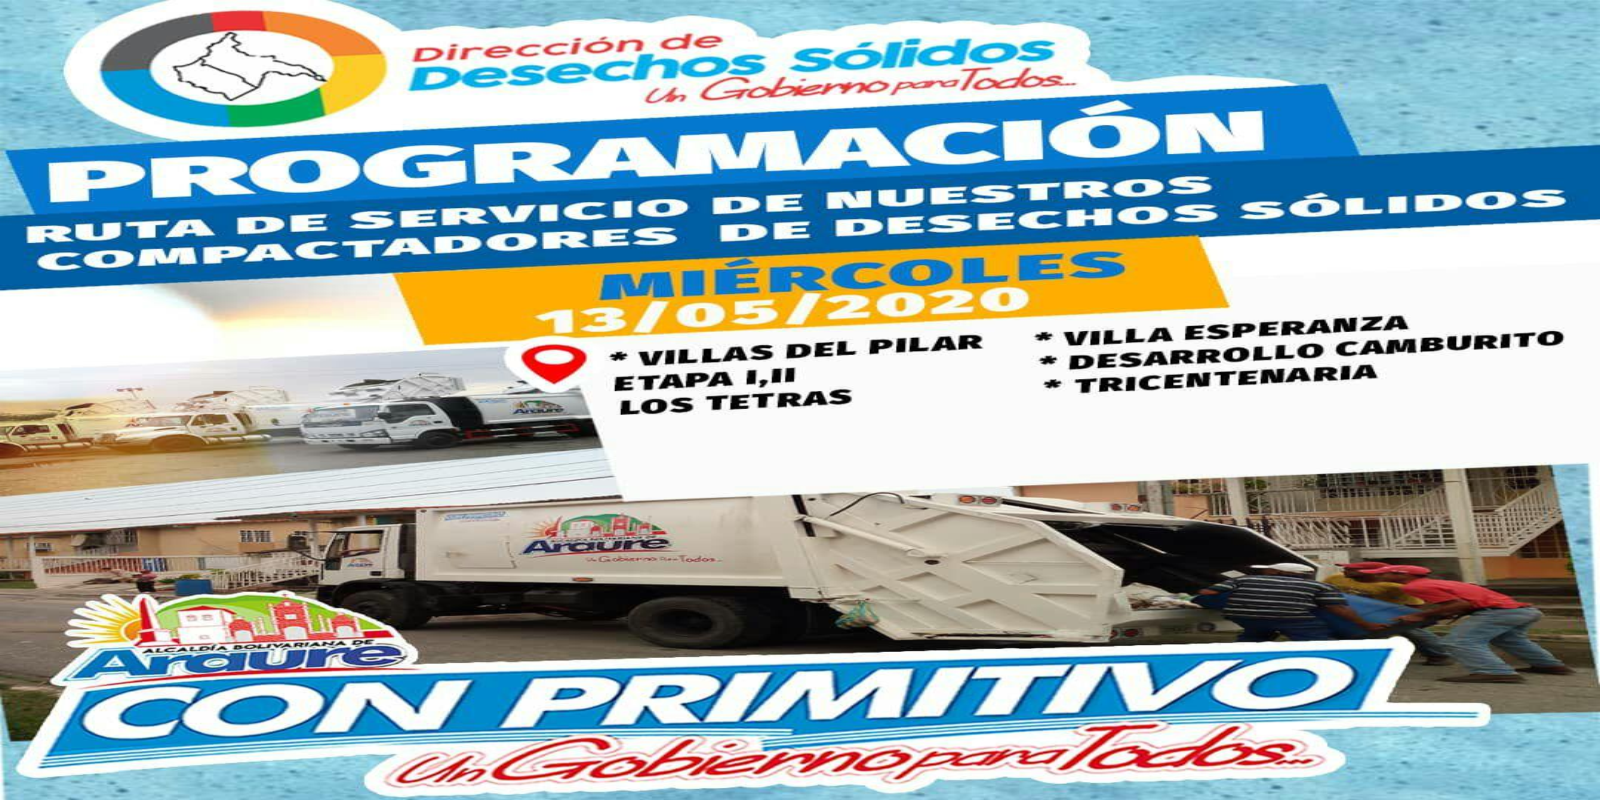 Dirección de
Desechos Sólidos
Un Gobierno para Todos...
PROGRAMACIÓN
RUTA DE SERVICIO DE NUESTROS
COMPACTADORES DE DESECHOS SÓLIDOS
MIÉRCOLES
13/05/2020
* VILLAS DEL PILAR
ETAPA I,II
LOS TETRAS
* VILLA ESPERANZA
* DESARROLLO CAMBURITO
* TRICENTENARIA
Araure
Araure
Un Gobierno Para Todos...
ALCALDÍA BOLIVARIANA DE
Araure
CON PRIMITIVO
Un Gobierno para Todos...